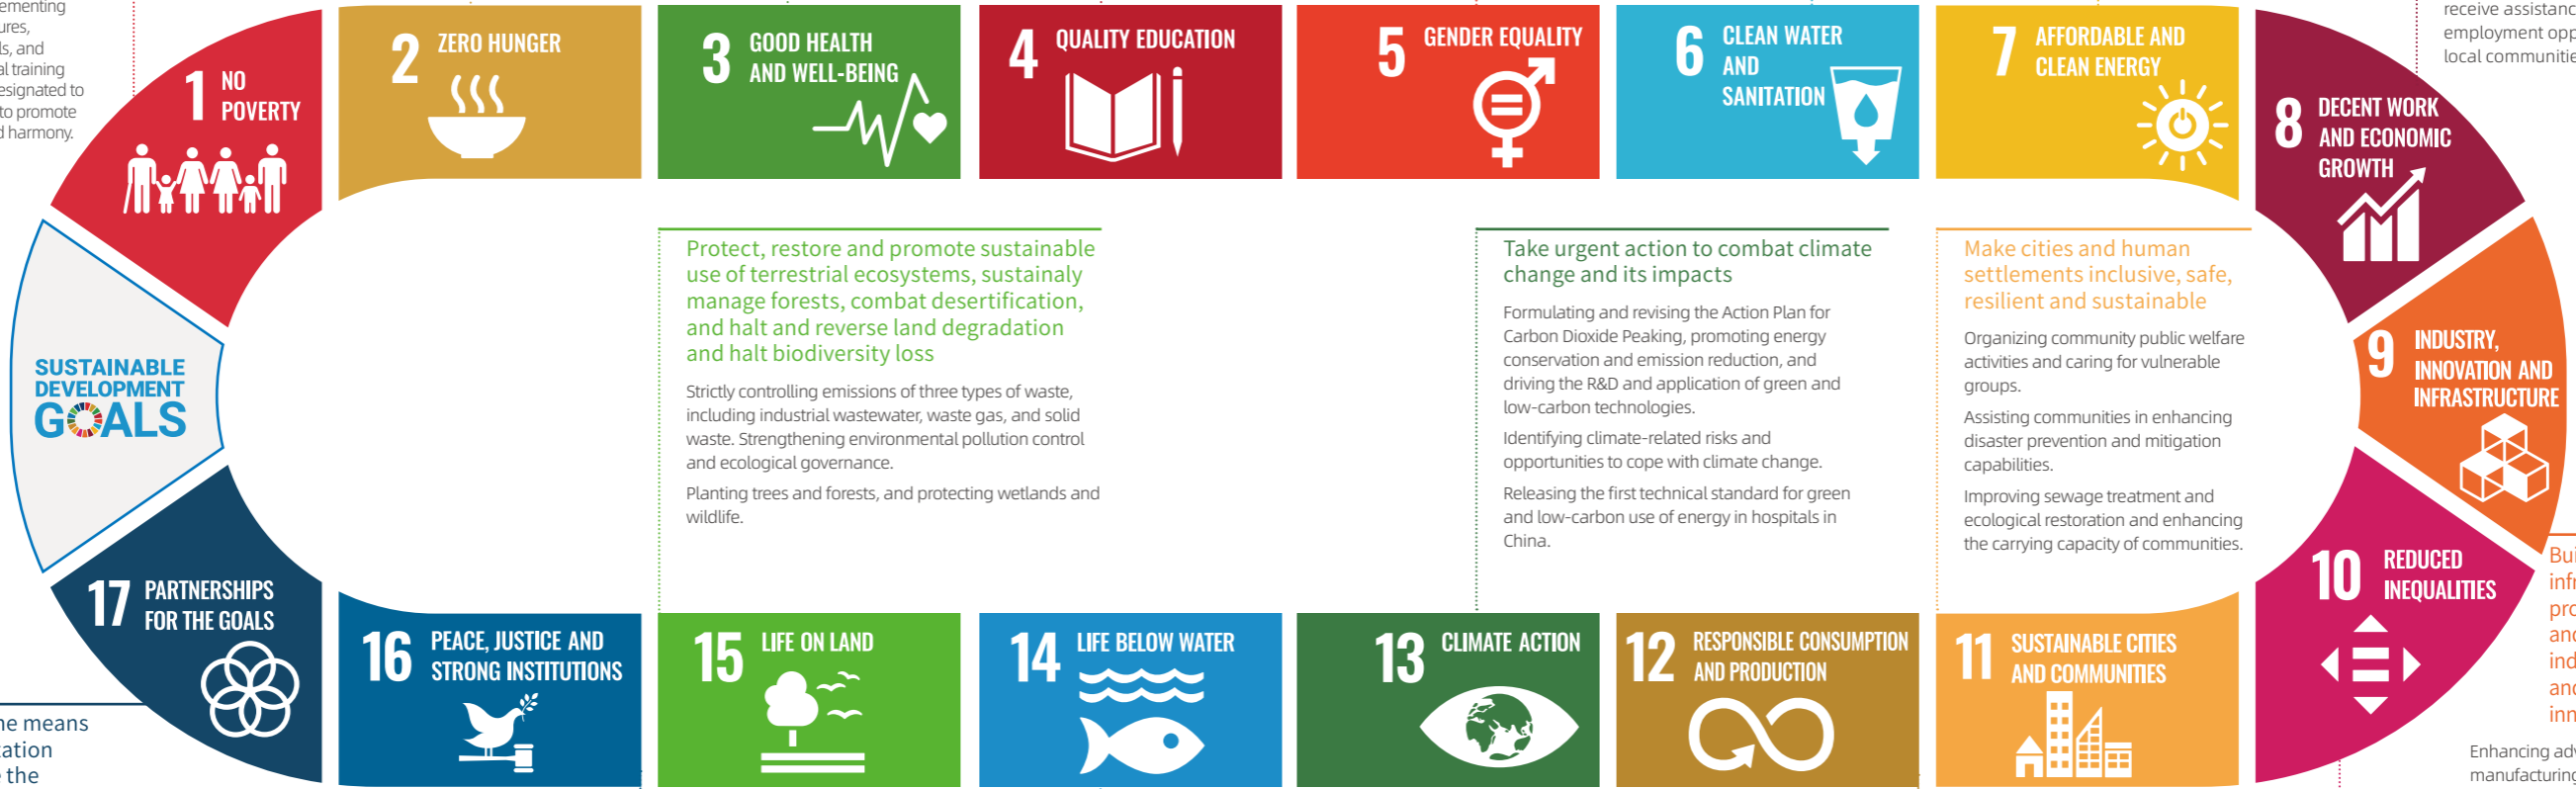 ementing
ures,
ls, and
al training
esignated to
to promote
d harmony.
1 NO
POVERTY
2 ZERO HUNGER
3 GOOD HEALTH
AND WELL-BEING
4 QUALITY EDUCATION
5 GENDER EQUALITY
6 CLEAN WATER
AND
SANITATION
7 AFFORDABLE AND
CLEAN ENERGY
8 DECENT WORK
AND ECONOMIC
GROWTH
receive assistanc
employment opp
local communitie
SUSTAINABLE
DEVELOPMENT
GOALS
Protect, restore and promote sustainable
use of terrestrial ecosystems, sustainaly
manage forests, combat desertification,
and halt and reverse land degradation
and halt biodiversity loss
Strictly controlling emissions of three types of waste,
including industrial wastewater, waste gas, and solid
waste. Strengthening environmental pollution control
and ecological governance.
Planting trees and forests, and protecting wetlands and
wildlife.
Take urgent action to combat climate
change and its impacts
Formulating and revising the Action Plan for
Carbon Dioxide Peaking, promoting energy
conservation and emission reduction, and
driving the R&D and application of green and
low-carbon technologies.
Identifying climate-related risks and
opportunities to cope with climate change.
Releasing the first technical standard for green
and low-carbon use of energy in hospitals in
China.
Make cities and human
settlements inclusive, safe,
resilient and sustainable
Organizing community public welfare
activities and caring for vulnerable
groups.
Assisting communities in enhancing
disaster prevention and mitigation
capabilities.
Improving sewage treatment and
ecological restoration and enhancing
the carrying capacity of communities.
9 INDUSTRY,
INNOVATION AND
INFRASTRUCTURE
10 REDUCED
INEQUALITIES
Bui
infr
pro
and
ind
and
inn
Enhancing adv
manufacturing
17 PARTNERSHIPS
FOR THE GOALS
16 PEACE, JUSTICE AND
STRONG INSTITUTIONS
15 LIFE ON LAND
14 LIFE BELOW WATER
13 CLIMATE ACTION
12 RESPONSIBLE CONSUMPTION
AND PRODUCTION
11 SUSTAINABLE CITIES
AND COMMUNITIES
ne means
tation
e the